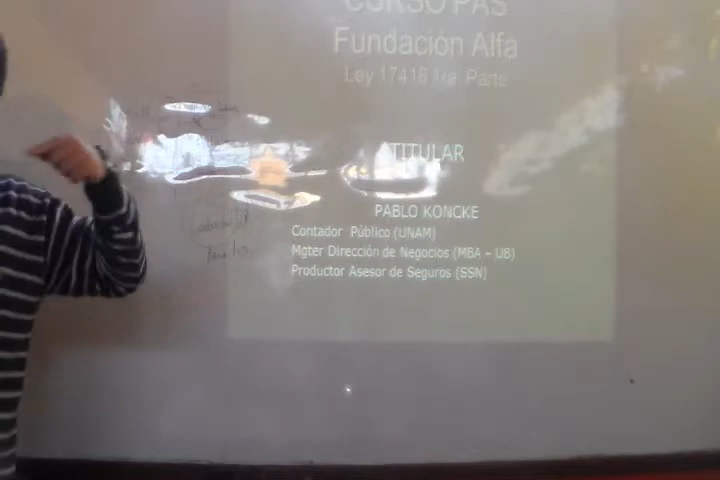 CURSO PAS
Fundación Alfa
Ley 17418 1ra. Parte
TITULAR
PABLO KONCKE
Contador Público (UNAM)
Mgter Dirección de Negocios (MBA – UB)
Productor Asesor de Seguros (SSN)